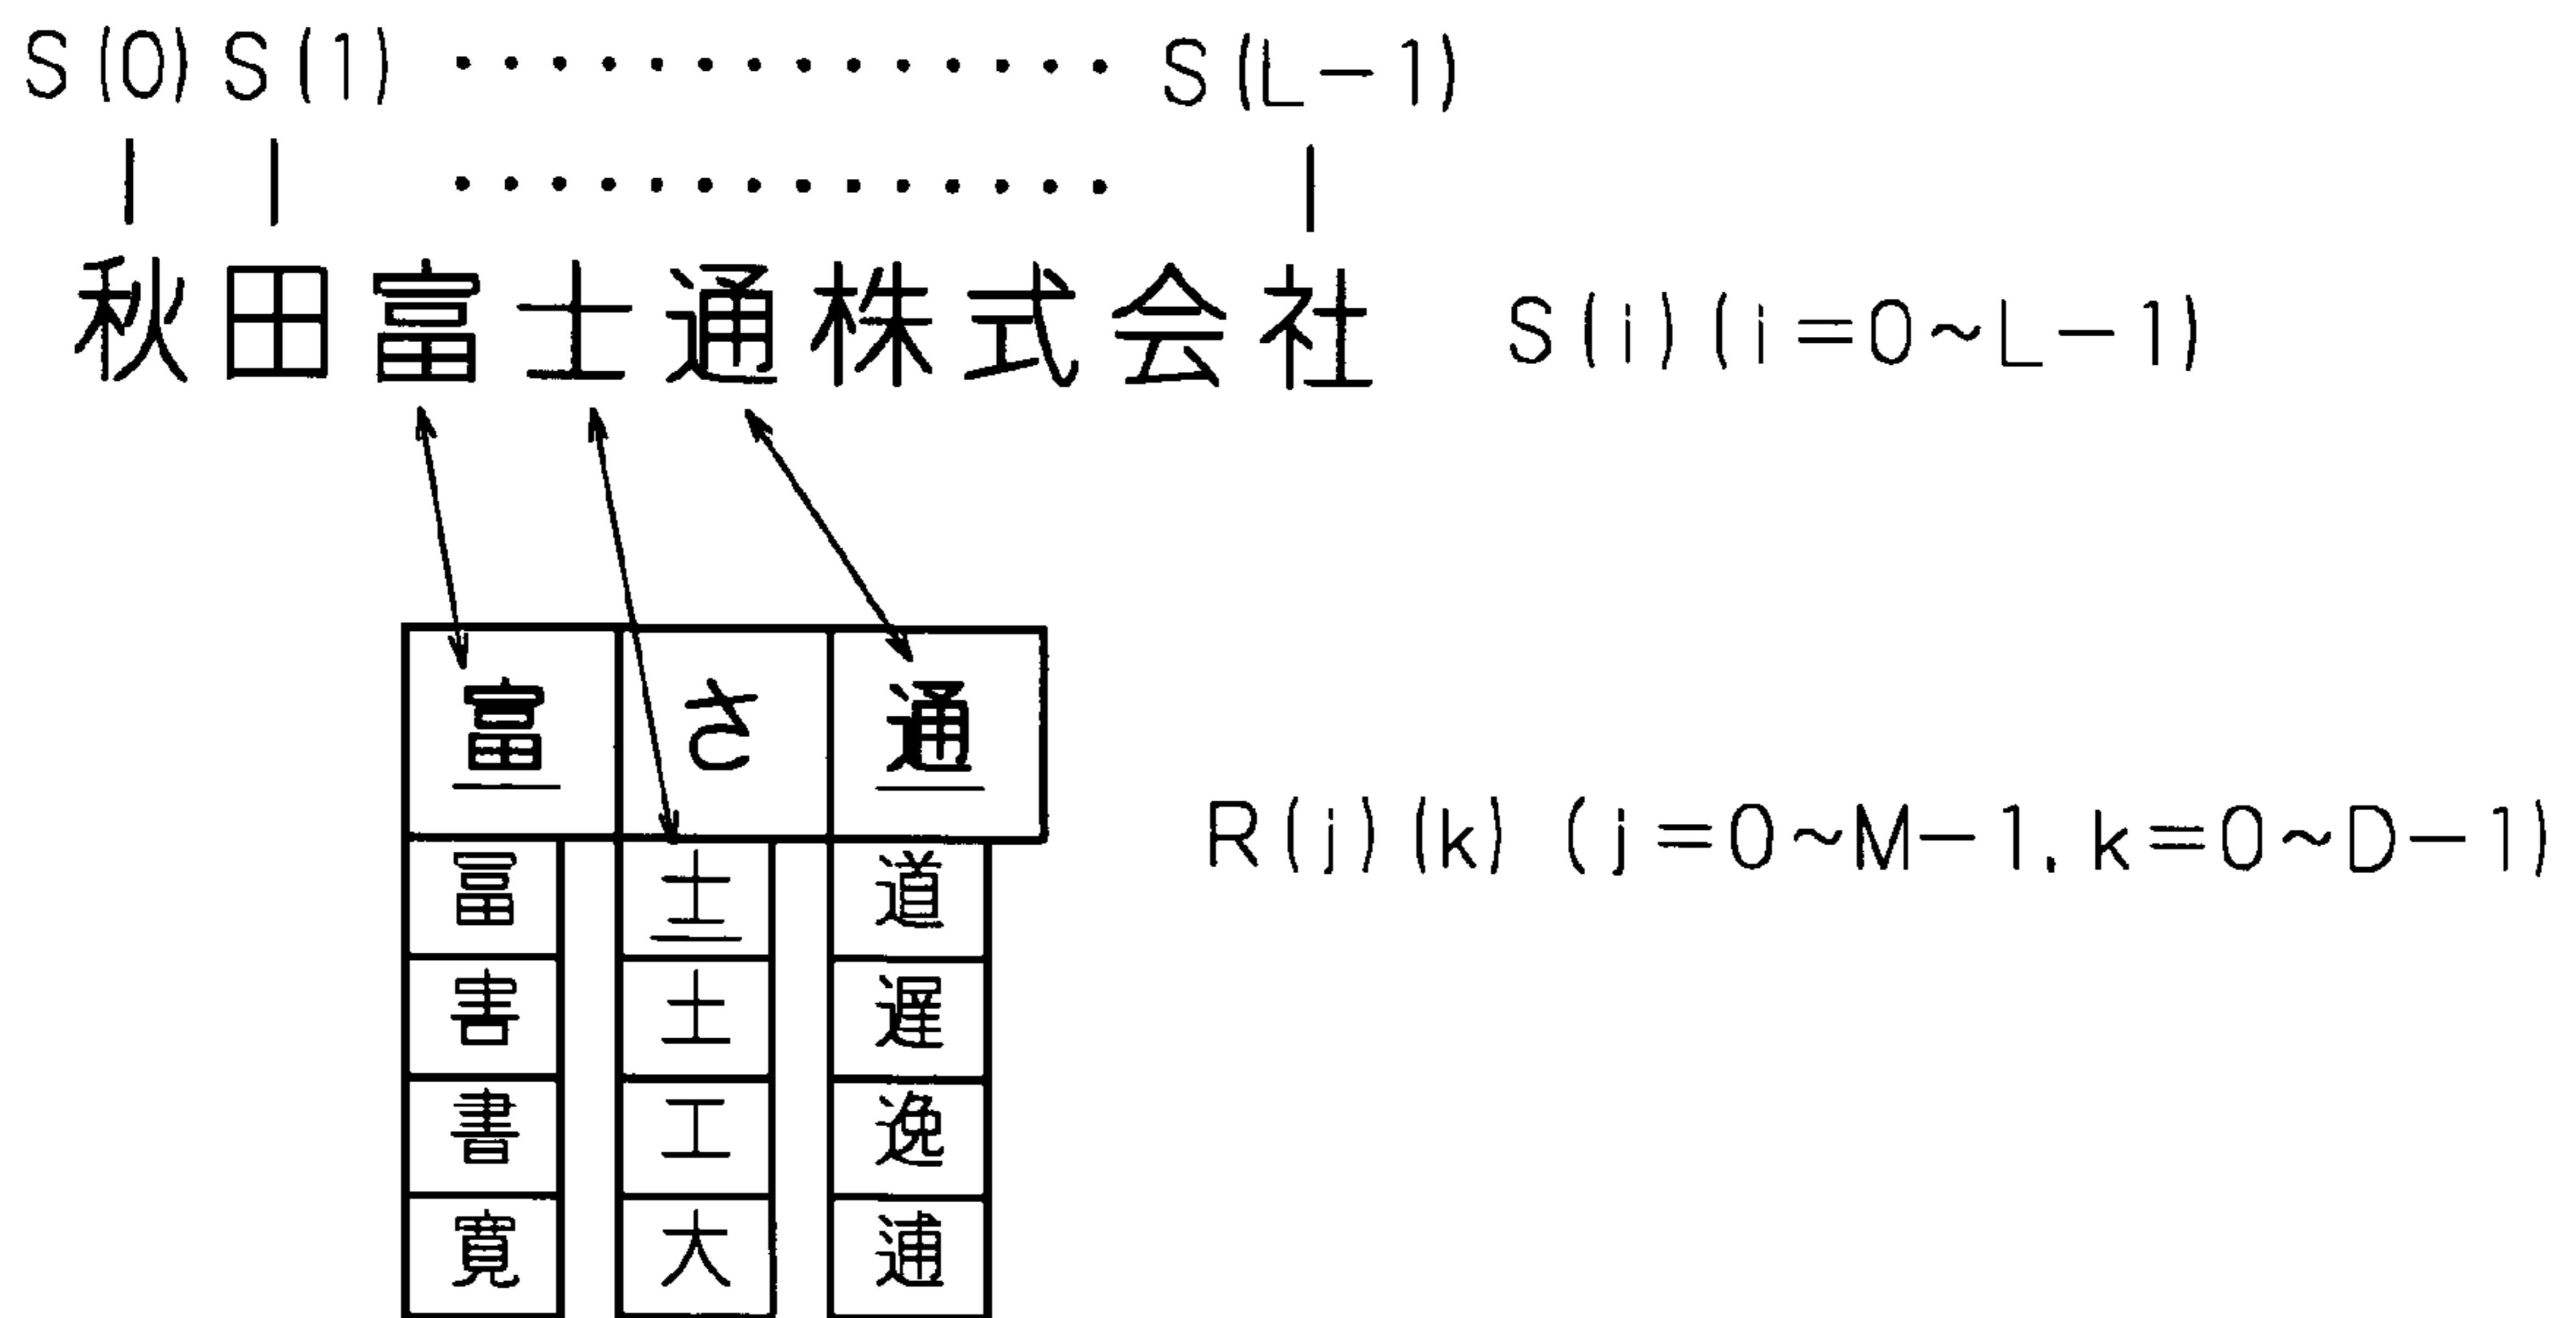 S(0) S(1) ・・・・・・・・・・・・・・ S(L-1)
秋田富士通株式会社 S(i) (i=0~L-1)
富 さ 通
R(j)(k) (j=0~M-1, k=0~D-1)
冨 士 道
害 土 遅
書 工 逸
寛 大 逋